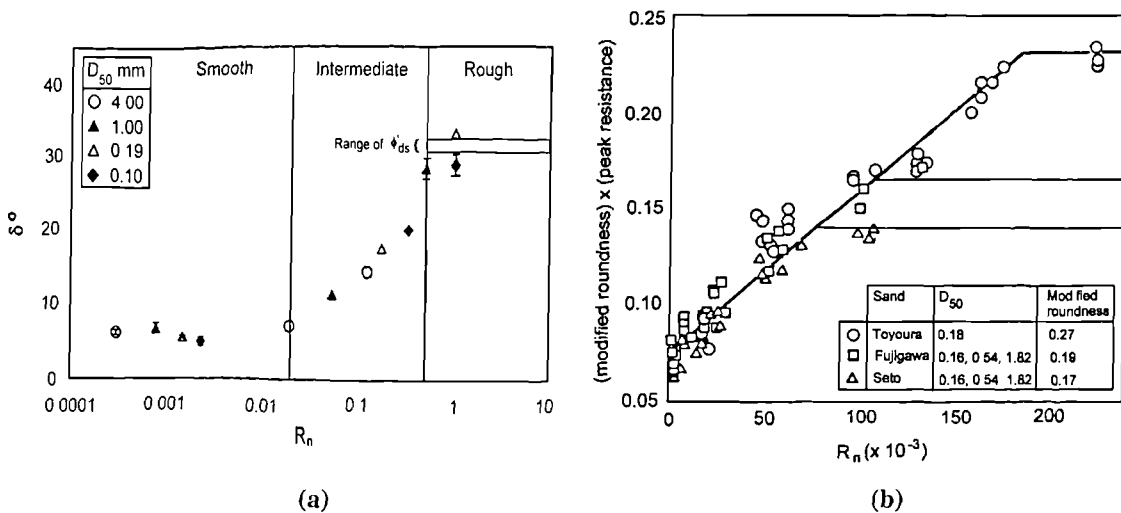 D50 mm
4 00
1.00
0 19
0.10
Smooth
Intermediate
Rough
Range of ϕ'ds {
δ°
40
30
20
10
0
0 0001
0 001
0.01
0 1
1
10
Rn
(a)
(modified roundness) x (peak resistance)
0.25
0.20
0.15
0.10
0.05
0
50
100
150
200
Rn (x 10-3)
Sand D50 Mod fied roundness
Toyoura 0.18 0.27
Fujigawa 0.16, 0 54, 1.82 0.19
Seto 0.16, 0 54, 1.82 0.17
(b)